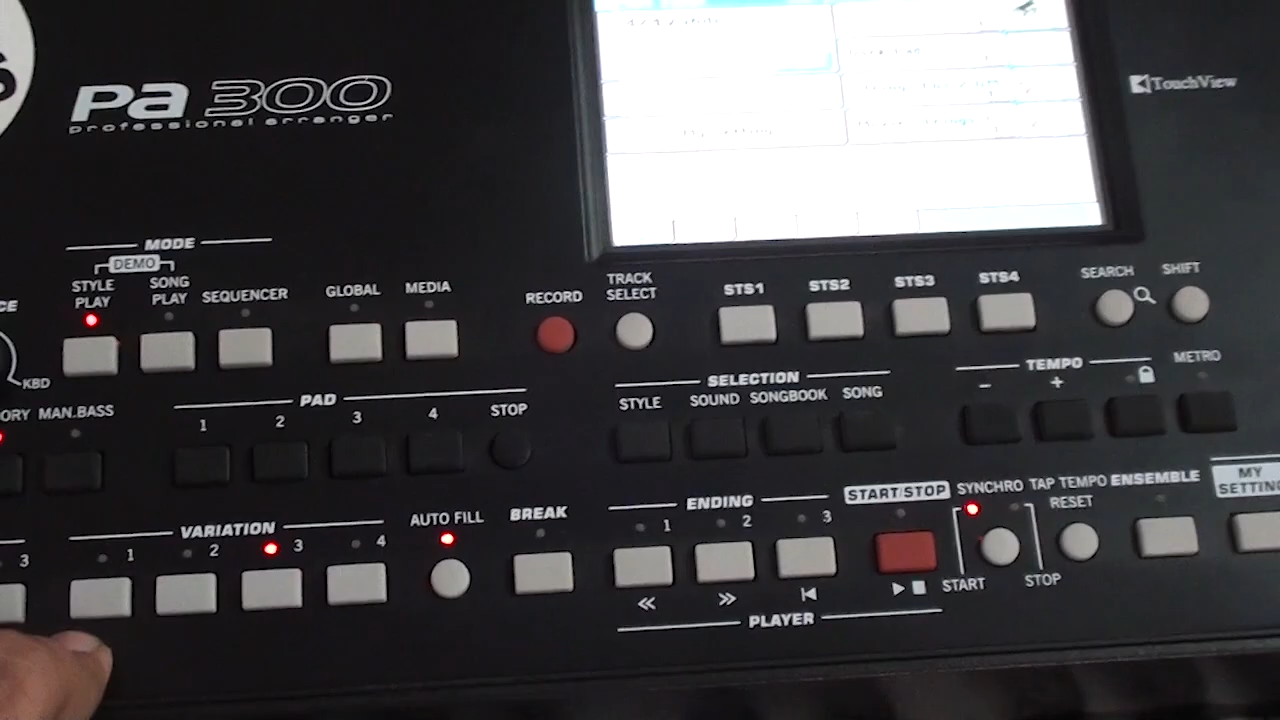 Pa 300
professional arranger
TouchView
MODE
DEMO
STYLE PLAY
SONG PLAY
SEQUENCER
GLOBAL
MEDIA
RECORD
TRACK SELECT
STS1
STS2
STS3
STS4
SEARCH
SHIFT
KBD
MAN.BASS
PAD
1
2
3
4
STOP
SELECTION
STYLE
SOUND
SONGBOOK
SONG
TEMPO
-
+
METRO
3
VARIATION
1
2
3
4
AUTO FILL
BREAK
ENDING
1
2
3
PLAYER
START/STOP
SYNCHRO
START
STOP
TAP TEMPO
RESET
ENSEMBLE
MY